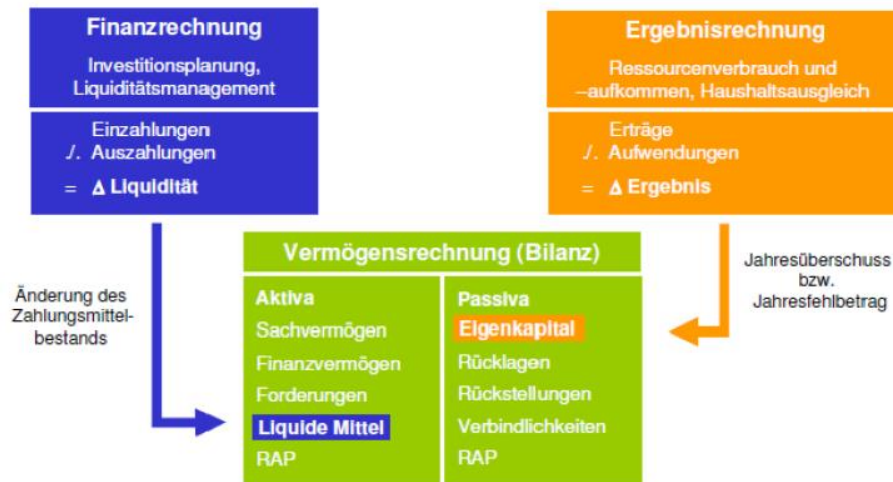 Finanzrechnung
Investitionsplanung,
Liquiditätsmanagement
Einzahlungen
./. Auszahlungen
= Δ Liquidität
Ergebnisrechnung
Ressourcenverbrauch und
–aufkommen, Haushaltsausgleich
Erträge
./. Aufwendungen
= Δ Ergebnis
Änderung des
Zahlungsmittel-
bestands
Vermögensrechnung (Bilanz)
Aktiva
Sachvermögen
Finanzvermögen
Forderungen
Liquide Mittel
RAP
Passiva
Eigenkapital
Rücklagen
Rückstellungen
Verbindlichkeiten
RAP
Jahresüberschuss
bzw.
Jahresfehlbetrag